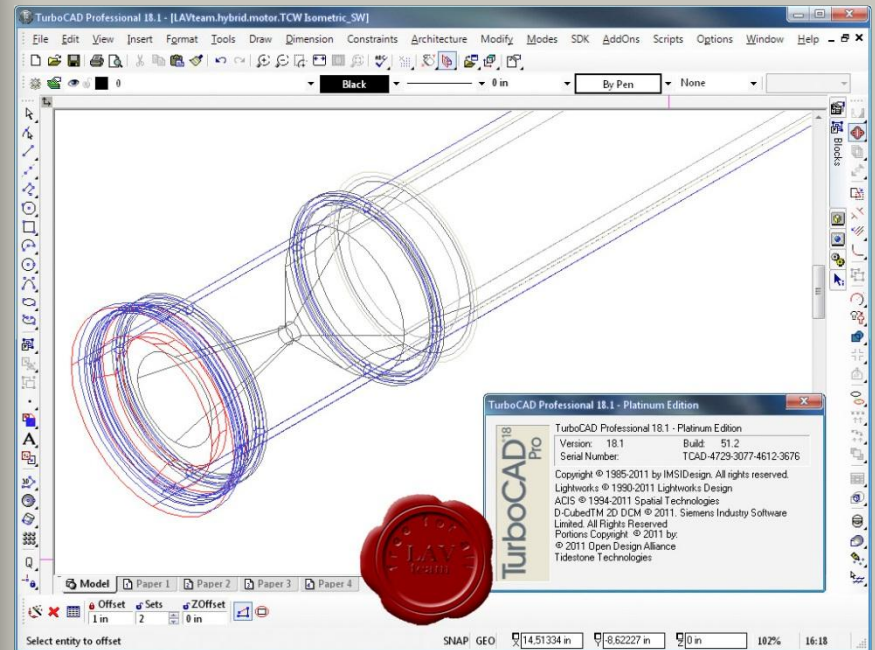 TurboCAD Professional 18.1 - [LAVteam.hybrid.motor.TCW Isometric_SW]
File Edit View Insert Format Tools Draw Dimension Constraints Architecture Modify Modes SDK AddOns Scripts Options Window Help
0 Black 0 in By Pen None
Blocks
TurboCAD Professional 18.1 - Platinum Edition
TurboCAD'18 Pro
TurboCAD Professional 18.1 - Platinum Edition
Version: 18.1 Build: 51.2
Serial Number: TCAD-4729-3077-4612-3676
Copyright © 1985-2011 by IMSIDesign. All rights reserved.
Lightworks © 1990-2011 Lightworks Design
ACIS © 1994-2011 Spatial Technologies
D-CubedTM 2D DCM © 2011. Siemens Industry Software
Limited. All Rights Reserved
Portions Copyright © 2011 by:
© 2011 Open Design Alliance
Tidestone Technologies
free for all
LAV
team
Model Paper 1 Paper 2 Paper 3 Paper 4
Offset Sets ZOffset
1 in 2 0 in
Select entity to offset SNAP GEO X 14,51334 in Y -8,62227 in Z 0 in 102% 16:18